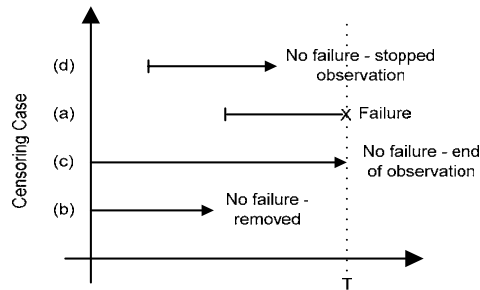 Censoring Case
(d)
No failure - stopped
observation
(a)
X Failure
(c)
No failure - end
of observation
(b)
No failure -
removed
T